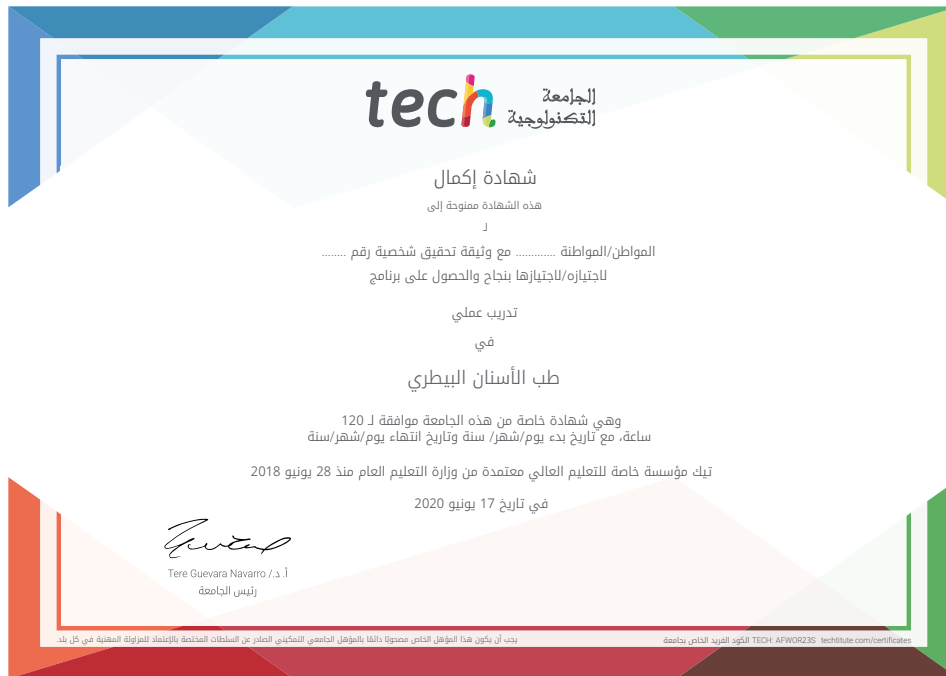 tech الجامعة
التكنولوجية
شهادة إكمال
هذه الشهادة ممنوحة إلى
لـ
المواطن/المواطنة ............ مع وثيقة تحقيق شخصية رقم ........
لاجتيازه/لاجتيازها بنجاح والحصول على برنامج
تدريب عملي
في
طب الأسنان البيطري
وهي شهادة خاصة من هذه الجامعة موافقة لـ 120
ساعة، مع تاريخ بدء يوم/شهر/ سنة وتاريخ انتهاء يوم/شهر/سنة
تيك مؤسسة خاصة للتعليم العالي معتمدة من وزارة التعليم العام منذ 28 يونيو 2018
في تاريخ 17 يونيو 2020
أ. د./ Tere Guevara Navarro
رئيس الجامعة
يجب أن يكون هذا المؤهل الخاص مصحوبًا دائمًا بالمؤهل الجامعي التمكيني الصادر عن السلطات المختصة بالإعتماد للمزاولة المهنية في كل بلد.
الكود الفريد الخاص بجامعة TECH: AFWOR23S techtitute.com/certificates